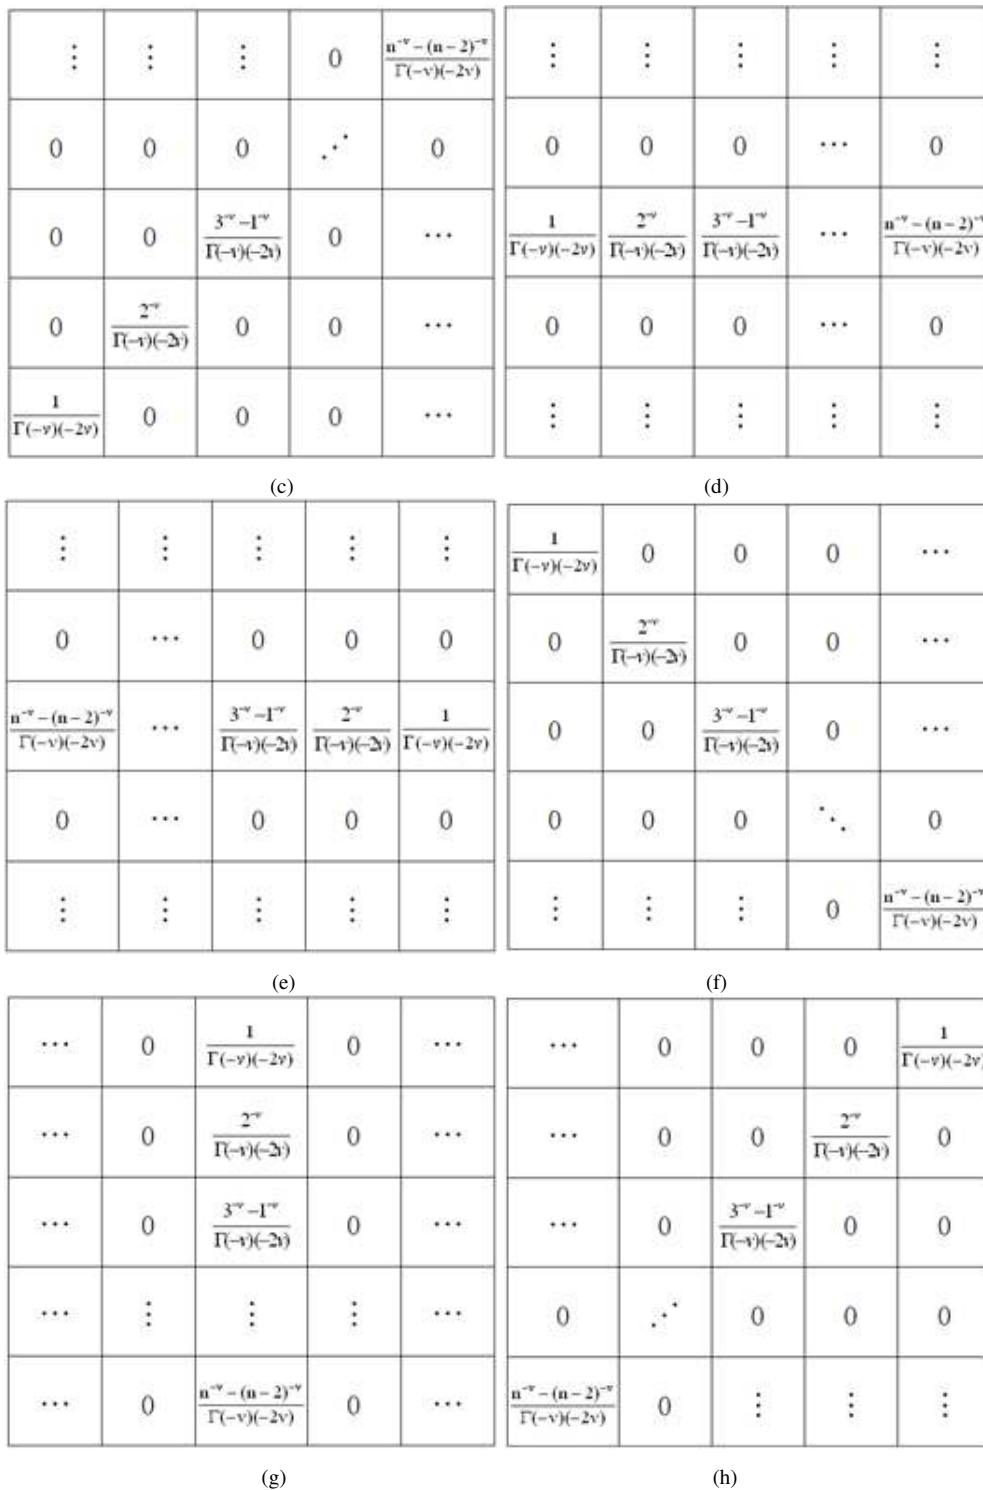 ⋮ ⋮ ⋮ 0 n^{-v} − (n − 2)^{-v} / Γ(−v)(−2v)
0 0 0 ⋰ 0
0 0 3^{-v} − 1^{-v} / Γ(−v)(−2v) 0 ⋯
0 2^{-v} / Γ(−v)(−2v) 0 0 ⋯
1 / Γ(−v)(−2v) 0 0 0 ⋯
(c)
⋮ ⋮ ⋮ ⋮ ⋮
0 0 0 ⋯ 0
1 / Γ(−v)(−2v) 2^{-v} / Γ(−v)(−2v) 3^{-v} − 1^{-v} / Γ(−v)(−2v) ⋯ n^{-v} − (n − 2)^{-v} / Γ(−v)(−2v)
0 0 0 ⋯ 0
⋮ ⋮ ⋮ ⋮ ⋮
(d)
⋮ ⋮ ⋮ ⋮ ⋮
0 ⋯ 0 0 0
n^{-v} − (n − 2)^{-v} / Γ(−v)(−2v) ⋯ 3^{-v} − 1^{-v} / Γ(−v)(−2v) 2^{-v} / Γ(−v)(−2v) 1 / Γ(−v)(−2v)
0 ⋯ 0 0 0
⋮ ⋮ ⋮ ⋮ ⋮
(e)
1 / Γ(−v)(−2v) 0 0 0 ⋯
0 2^{-v} / Γ(−v)(−2v) 0 0 ⋯
0 0 3^{-v} − 1^{-v} / Γ(−v)(−2v) 0 ⋯
0 0 0 ⋱ 0
⋮ ⋮ ⋮ 0 n^{-v} − (n − 2)^{-v} / Γ(−v)(−2v)
(f)
⋯ 0 1 / Γ(−v)(−2v) 0 ⋯
⋯ 0 2^{-v} / Γ(−v)(−2v) 0 ⋯
⋯ 0 3^{-v} − 1^{-v} / Γ(−v)(−2v) 0 ⋯
⋯ ⋮ ⋮ ⋮ ⋯
⋯ 0 n^{-v} − (n − 2)^{-v} / Γ(−v)(−2v) 0 ⋯
(g)
⋯ 0 0 0 1 / Γ(−v)(−2v)
⋯ 0 0 2^{-v} / Γ(−v)(−2v) 0
⋯ 0 3^{-v} − 1^{-v} / Γ(−v)(−2v) 0 0
0 ⋰ 0 0 0
n^{-v} − (n − 2)^{-v} / Γ(−v)(−2v) 0 ⋮ ⋮ ⋮
(h)